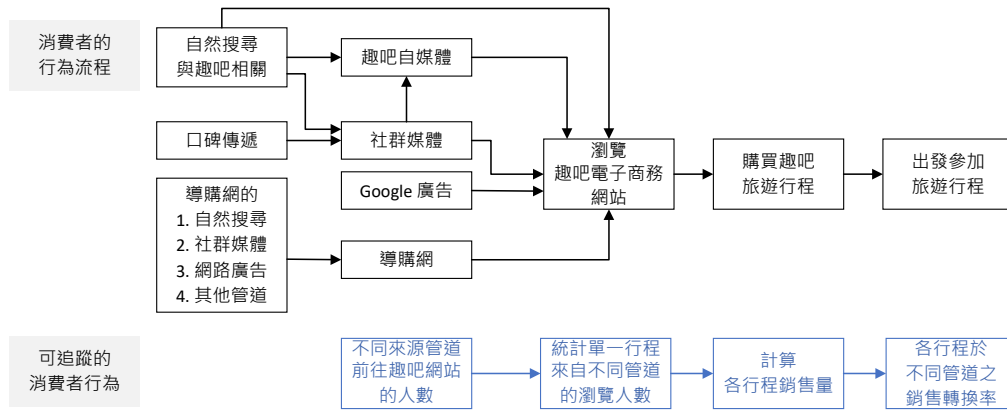 消費者的
行為流程
自然搜尋
與趣吧相關
趣吧自媒體
口碑傳遞
社群媒體
Google 廣告
導購網的
1. 自然搜尋
2. 社群媒體
3. 網路廣告
4. 其他管道
導購網
瀏覽
趣吧電子商務
網站
購買趣吧
旅遊行程
出發參加
旅遊行程
可追蹤的
消費者行為
不同來源管道
前往趣吧網站
的人數
統計單一行程
來自不同管道
的瀏覽人數
計算
各行程銷售量
各行程於
不同管道之
銷售轉換率